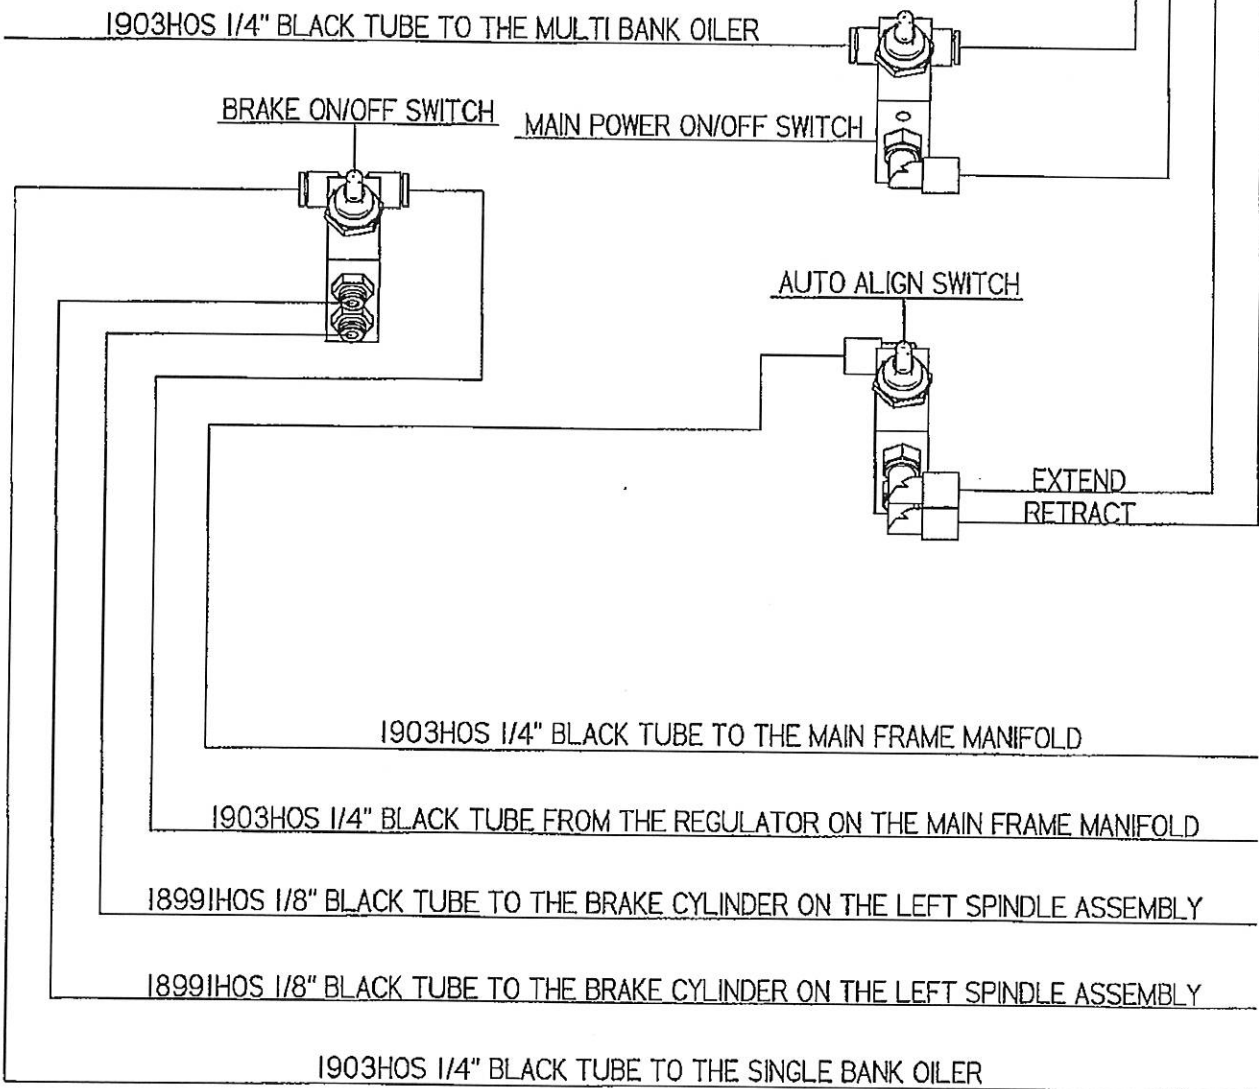 1903HOS 1/4" BLACK TUBE TO THE MULTI BANK OILER
BRAKE ON/OFF SWITCH
MAIN POWER ON/OFF SWITCH
AUTO ALIGN SWITCH
EXTEND
RETRACT
1903HOS 1/4" BLACK TUBE TO THE MAIN FRAME MANIFOLD
1903HOS 1/4" BLACK TUBE FROM THE REGULATOR ON THE MAIN FRAME MANIFOLD
18991HOS 1/8" BLACK TUBE TO THE BRAKE CYLINDER ON THE LEFT SPINDLE ASSEMBLY
18991HOS 1/8" BLACK TUBE TO THE BRAKE CYLINDER ON THE LEFT SPINDLE ASSEMBLY
1903HOS 1/4" BLACK TUBE TO THE SINGLE BANK OILER